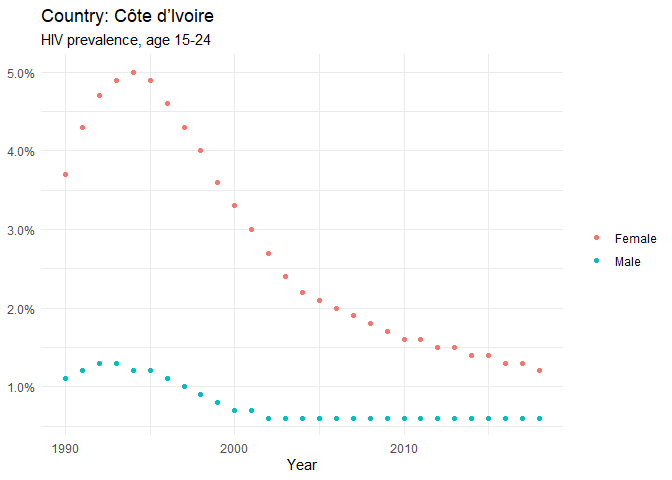 Country: Côte d’Ivoire
HIV prevalence, age 15-24
5.0%
4.0%
3.0%
2.0%
1.0%
Female
Male
1990 2000 2010
Year